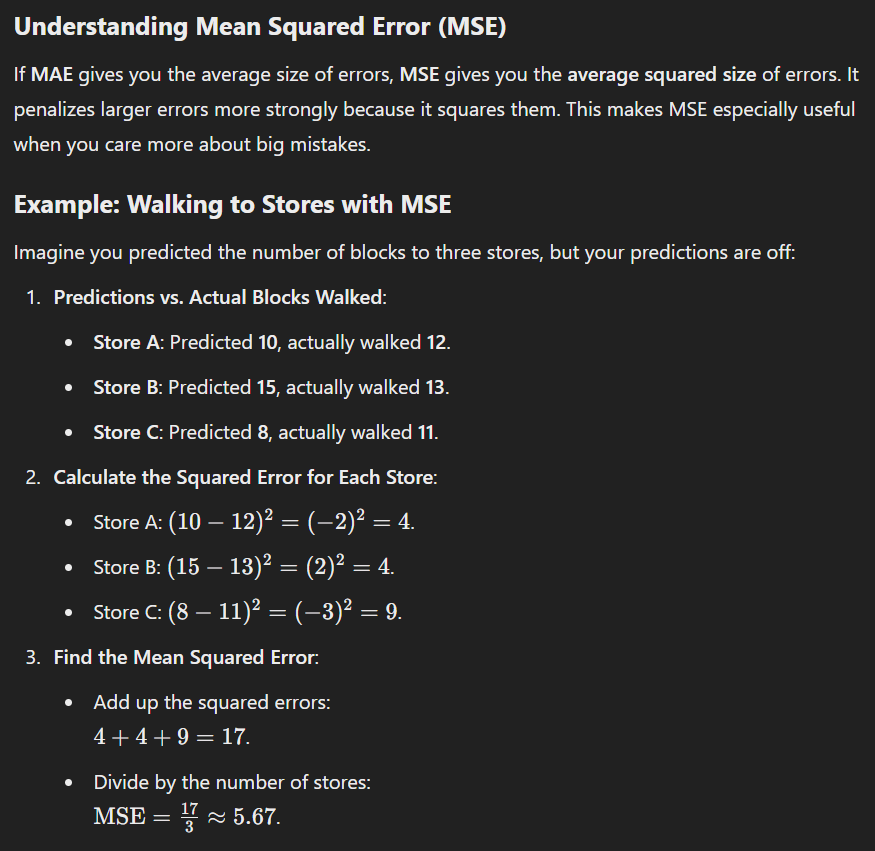 Understanding Mean Squared Error (MSE)
If MAE gives you the average size of errors, MSE gives you the average squared size of errors. It
penalizes larger errors more strongly because it squares them. This makes MSE especially useful
when you care more about big mistakes.
Example: Walking to Stores with MSE
Imagine you predicted the number of blocks to three stores, but your predictions are off:
1. Predictions vs. Actual Blocks Walked:
• Store A: Predicted 10, actually walked 12.
• Store B: Predicted 15, actually walked 13.
• Store C: Predicted 8, actually walked 11.
2. Calculate the Squared Error for Each Store:
• Store A: (10 − 12)² = (−2)² = 4.
• Store B: (15 − 13)² = (2)² = 4.
• Store C: (8 − 11)² = (−3)² = 9.
3. Find the Mean Squared Error:
• Add up the squared errors:
4 + 4 + 9 = 17.
• Divide by the number of stores:
MSE = 17/3 ≈ 5.67.